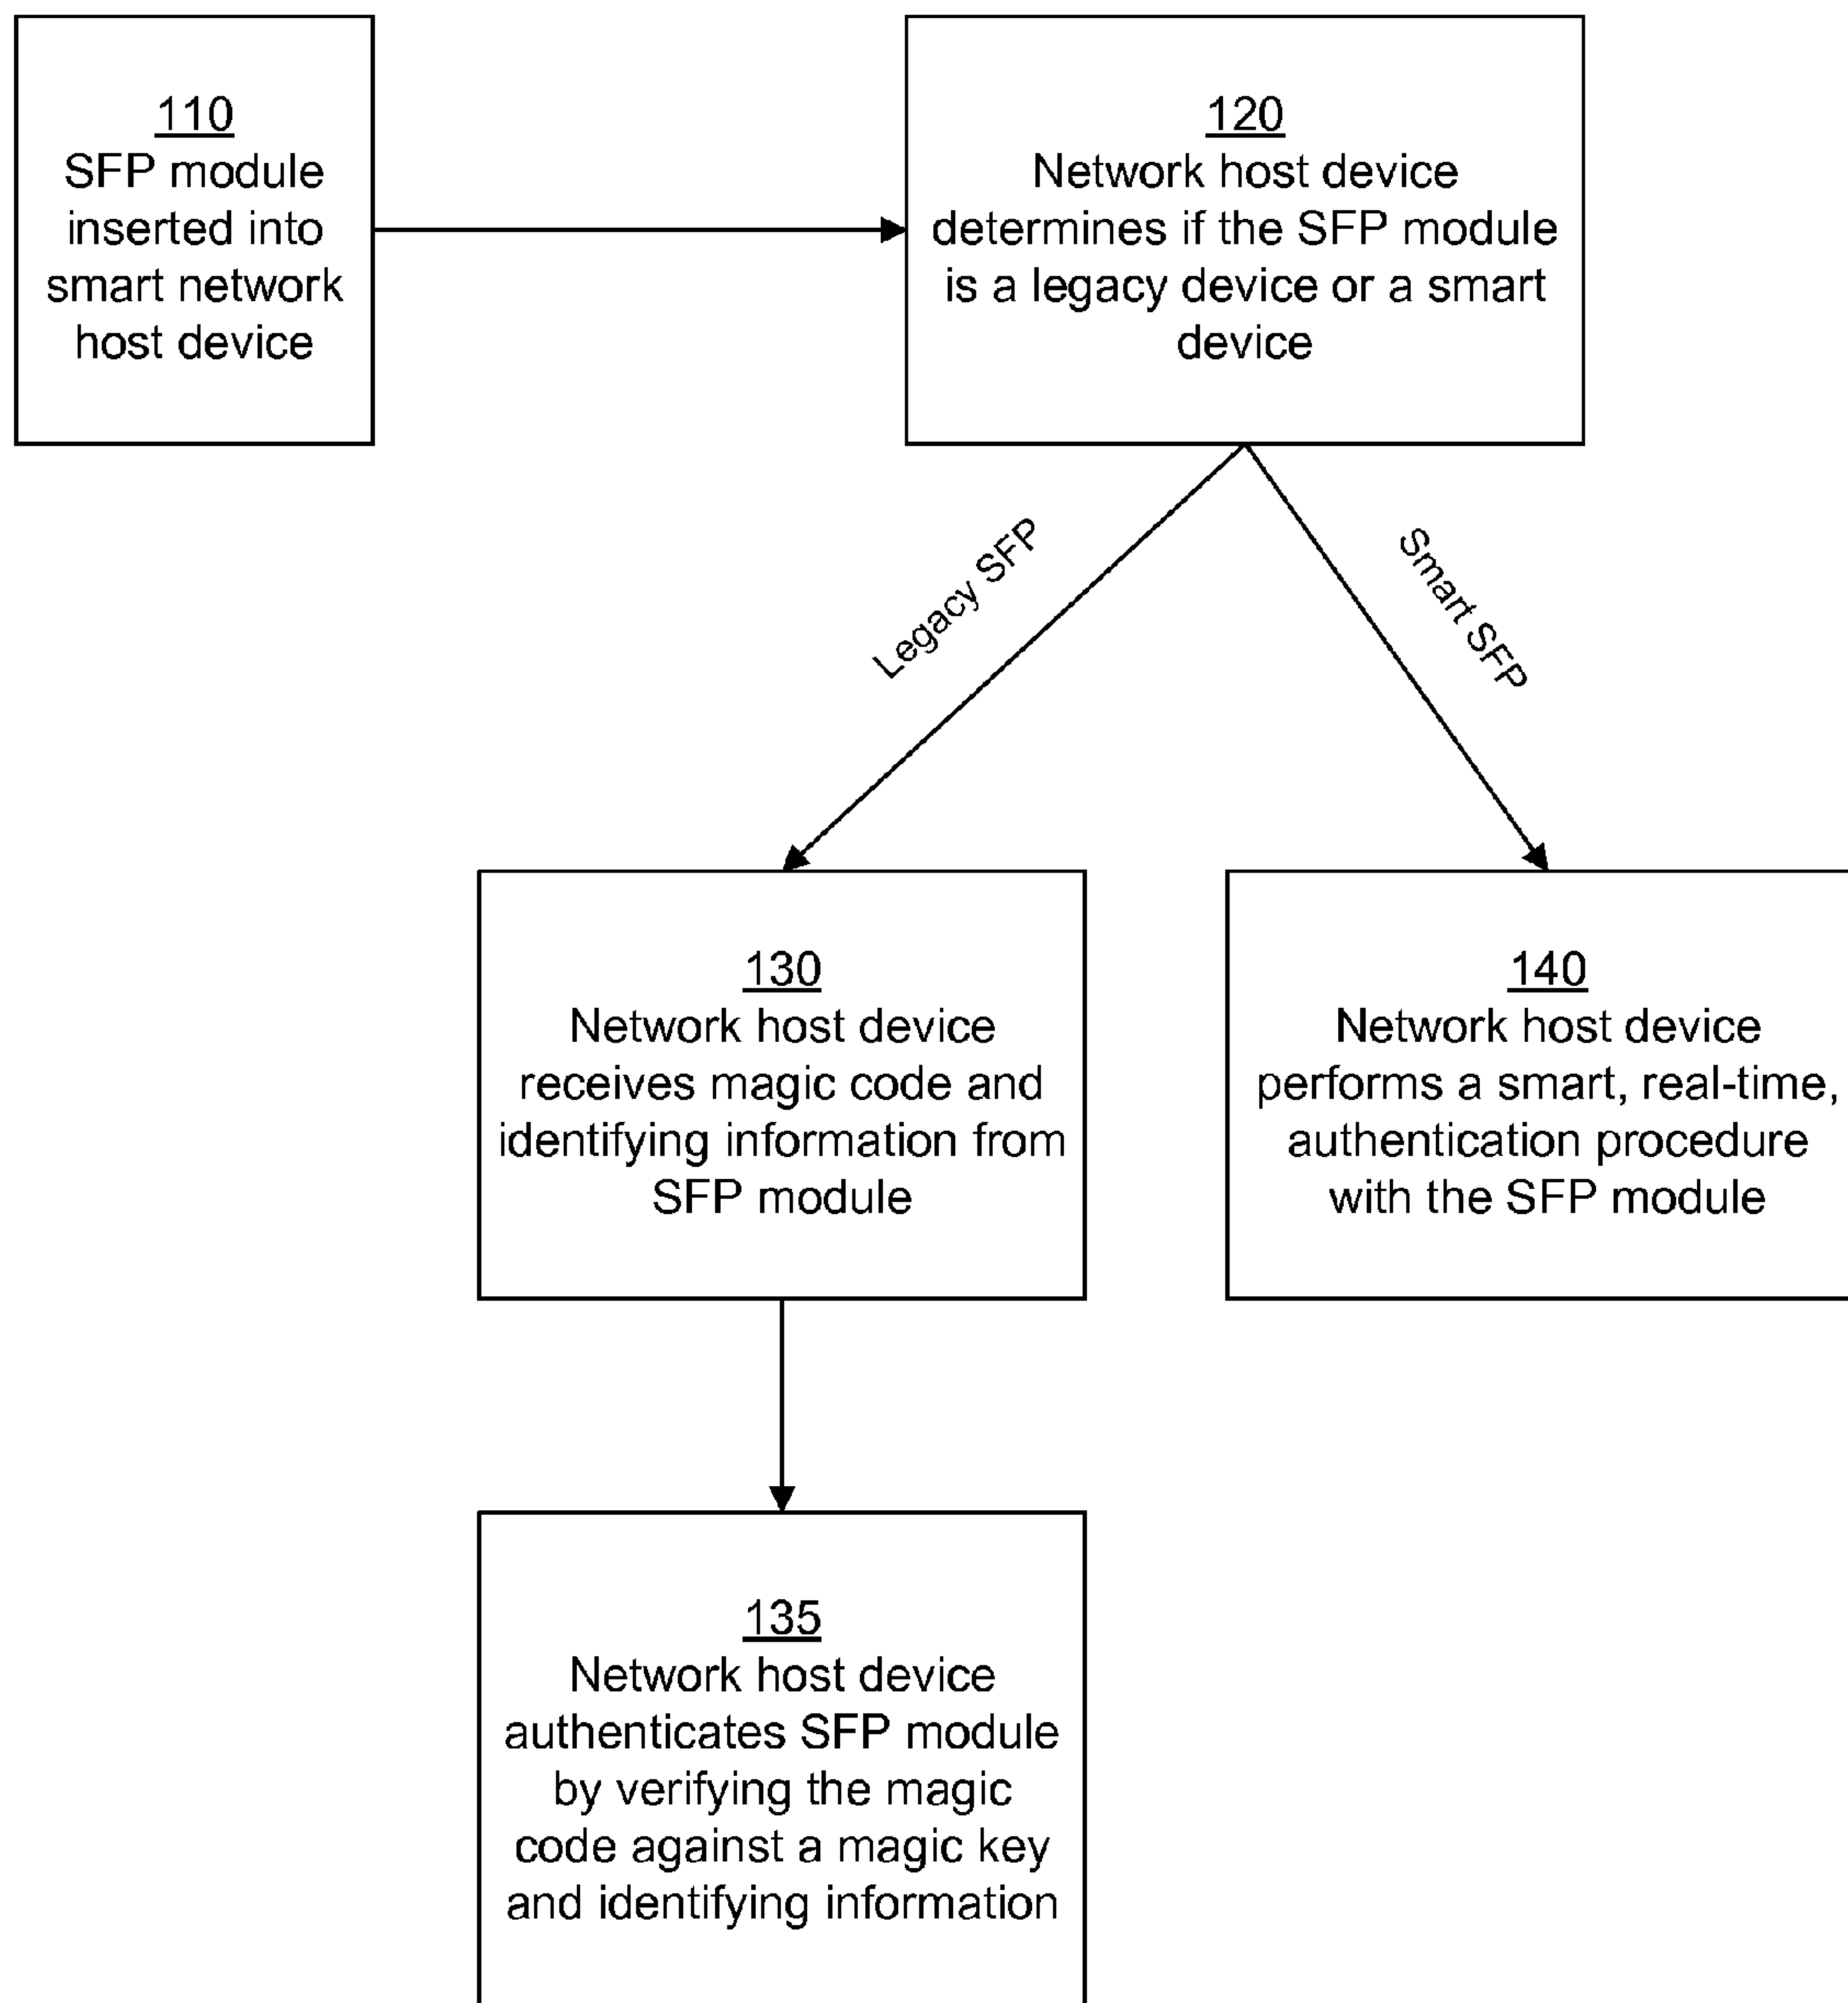 110
SFP module
inserted into
smart network
host device
120
Network host device
determines if the SFP module
is a legacy device or a smart
device
Legacy SFP
Smart SFP
130
Network host device
receives magic code and
identifying information from
SFP module
140
Network host device
performs a smart, real-time,
authentication procedure
with the SFP module
135
Network host device
authenticates SFP module
by verifying the magic
code against a magic key
and identifying information